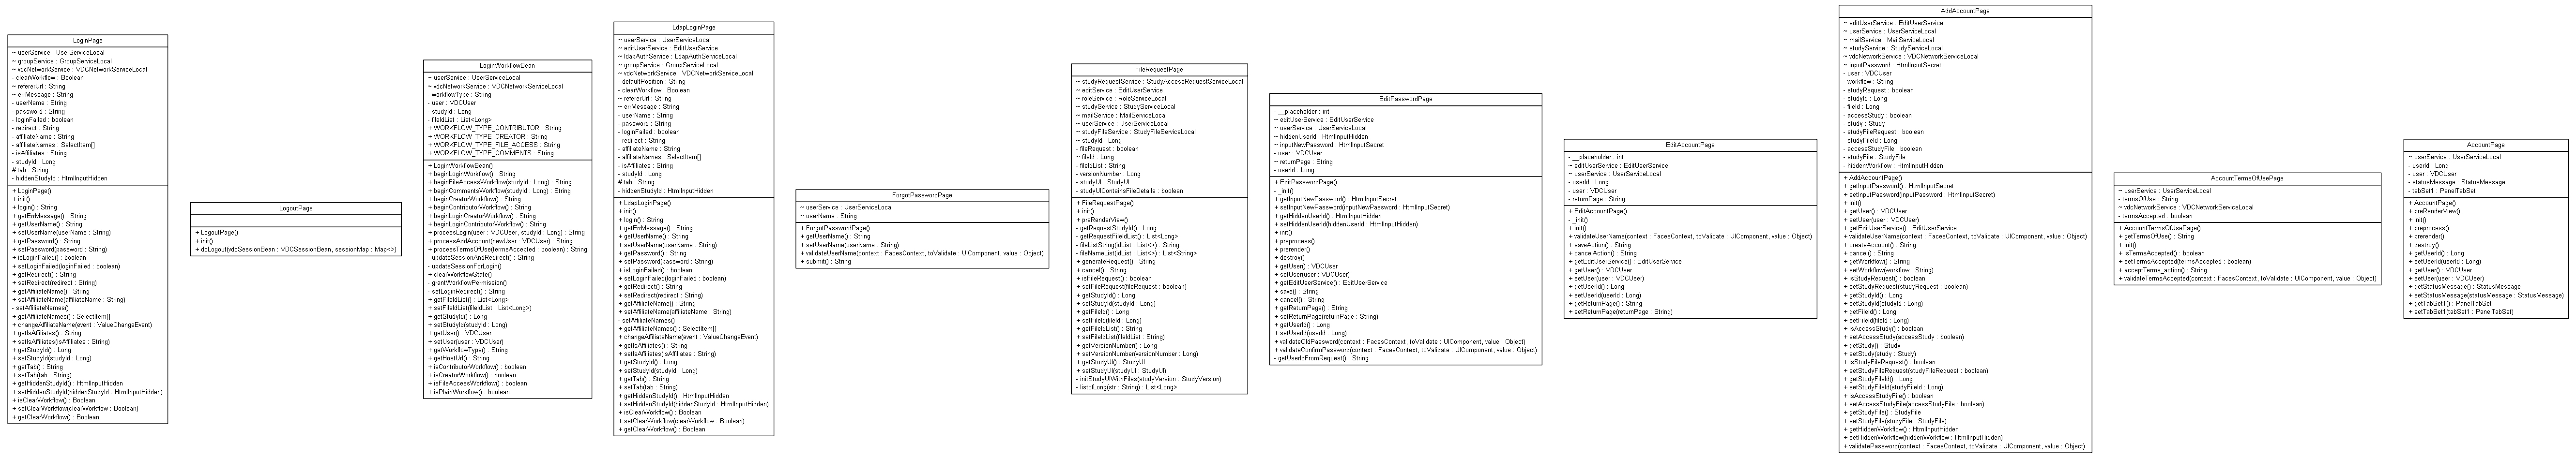 LoginPage
~ userService : UserServiceLocal
~ groupService : GroupServiceLocal
~ vdcNetworkService : VDCNetworkServiceLocal
- clearWorkflow : Boolean
~ refererUrl : String
~ errMessage : String
- userName : String
- password : String
- loginFailed : boolean
- redirect : String
- affiliateName : String
- affiliateNames : SelectItem[]
- isAffiliates : String
- studyId : Long
# tab : String
- hiddenStudyId : HtmlInputHidden
+ LoginPage()
+ init()
+ login() : String
+ getErrMessage() : String
+ getUserName() : String
+ setUserName(userName : String)
+ getPassword() : String
+ setPassword(password : String)
+ isLoginFailed() : boolean
+ setLoginFailed(loginFailed : boolean)
+ getRedirect() : String
+ setRedirect(redirect : String)
+ getAffiliateName() : String
+ setAffiliateName(affiliateName : String)
- setAffiliateNames()
+ getAffiliateNames() : SelectItem[]
+ changeAffiliateName(event : ValueChangeEvent)
+ getIsAffiliates() : String
+ setIsAffiliates(isAffiliates : String)
+ getStudyId() : Long
+ setStudyId(studyId : Long)
+ getTab() : String
+ setTab(tab : String)
+ getHiddenStudyId() : HtmlInputHidden
+ setHiddenStudyId(hiddenStudyId : HtmlInputHidden)
+ isClearWorkflow() : Boolean
+ setClearWorkflow(clearWorkflow : Boolean)
+ getClearWorkflow() : Boolean
LogoutPage
+ LogoutPage()
+ init()
+ doLogout(vdcSessionBean : VDCSessionBean, sessionMap : Map<>)
LoginWorkflowBean
~ userService : UserServiceLocal
~ vdcNetworkService : VDCNetworkServiceLocal
- workflowType : String
- user : VDCUser
- studyId : Long
- fileIdList : List<Long>
+ WORKFLOW_TYPE_CONTRIBUTOR : String
+ WORKFLOW_TYPE_CREATOR : String
+ WORKFLOW_TYPE_FILE_ACCESS : String
+ WORKFLOW_TYPE_COMMENTS : String
+ LoginWorkflowBean()
+ beginLoginWorkflow() : String
+ beginFileAccessWorkflow(studyId : Long) : String
+ beginCommentsWorkflow(studyId : Long) : String
+ beginCreatorWorkflow() : String
+ beginContributorWorkflow() : String
+ beginLoginCreatorWorkflow() : String
+ beginLoginContributorWorkflow() : String
+ processLogin(user : VDCUser, studyId : Long) : String
+ processAddAccount(newUser : VDCUser) : String
+ processTermsOfUse(termsAccepted : boolean) : String
- updateSessionAndRedirect() : String
- updateSessionForLogin()
- clearWorkflowState()
- grantWorkflowPermission()
- setLoginRedirect() : String
+ getFileIdList() : List<Long>
+ setFileIdList(fileIdList : List<Long>)
+ getStudyId() : Long
+ setStudyId(studyId : Long)
+ getUser() : VDCUser
+ setUser(user : VDCUser)
+ getWorkflowType() : String
+ getHostUrl() : String
+ isContributorWorkflow() : boolean
+ isCreatorWorkflow() : boolean
+ isFileAccessWorkflow() : boolean
+ isPlainWorkflow() : boolean
LdapLoginPage
~ userService : UserServiceLocal
~ editUserService : EditUserService
~ ldapAuthService : LdapAuthServiceLocal
~ groupService : GroupServiceLocal
~ vdcNetworkService : VDCNetworkServiceLocal
- defaultPosition : String
- clearWorkflow : Boolean
~ refererUrl : String
~ errMessage : String
- userName : String
- password : String
- loginFailed : boolean
- redirect : String
- affiliateName : String
- affiliateNames : SelectItem[]
- isAffiliates : String
- studyId : Long
# tab : String
- hiddenStudyId : HtmlInputHidden
+ LdapLoginPage()
+ init()
+ login() : String
+ getErrMessage() : String
+ getUserName() : String
+ setUserName(userName : String)
+ getPassword() : String
+ setPassword(password : String)
+ isLoginFailed() : boolean
+ setLoginFailed(loginFailed : boolean)
+ getRedirect() : String
+ setRedirect(redirect : String)
+ getAffiliateName() : String
+ setAffiliateName(affiliateName : String)
- setAffiliateNames()
+ getAffiliateNames() : SelectItem[]
+ changeAffiliateName(event : ValueChangeEvent)
+ getIsAffiliates() : String
+ setIsAffiliates(isAffiliates : String)
+ getStudyId() : Long
+ setStudyId(studyId : Long)
+ getTab() : String
+ setTab(tab : String)
+ getHiddenStudyId() : HtmlInputHidden
+ setHiddenStudyId(hiddenStudyId : HtmlInputHidden)
+ isClearWorkflow() : Boolean
+ setClearWorkflow(clearWorkflow : Boolean)
+ getClearWorkflow() : Boolean
ForgotPasswordPage
~ userService : UserServiceLocal
~ userName : String
+ ForgotPasswordPage()
+ getUserName() : String
+ setUserName(userName : String)
+ validateUserName(context : FacesContext, toValidate : UIComponent, value : Object)
+ submit() : String
FileRequestPage
~ studyRequestService : StudyAccessRequestServiceLocal
~ editService : EditUserService
~ roleService : RoleServiceLocal
~ studyService : StudyServiceLocal
~ mailService : MailServiceLocal
~ userService : UserServiceLocal
~ studyFileService : StudyFileServiceLocal
~ studyId : Long
- fileRequest : boolean
~ fileId : Long
- fileIdList : String
- versionNumber : Long
- studyUI : StudyUI
- studyUIContainsFileDetails : boolean
+ FileRequestPage()
+ init()
+ preRenderView()
- getRequestStudyId() : Long
- getRequestFileIdList() : List<Long>
- fileListString(idList : List<>) : String
- fileNameList(idList : List<>) : List<String>
+ generateRequest() : String
+ cancel() : String
+ isFileRequest() : boolean
+ setFileRequest(fileRequest : boolean)
+ getStudyId() : Long
+ setStudyId(studyId : Long)
+ getFileId() : Long
+ setFileId(fileId : Long)
+ getFileIdList() : String
+ setFileIdList(fileIdList : String)
+ getVersionNumber() : Long
+ setVersionNumber(versionNumber : Long)
+ getStudyUI() : StudyUI
+ setStudyUI(studyUI : StudyUI)
- initStudyUIWithFiles(studyVersion : StudyVersion)
- listofLong(str : String) : List<Long>
EditPasswordPage
- __placeholder : int
~ editUserService : EditUserService
~ userService : UserServiceLocal
~ hiddenUserId : HtmlInputHidden
~ inputNewPassword : HtmlInputSecret
- user : VDCUser
~ returnPage : String
- userId : Long
+ EditPasswordPage()
- _init()
+ getInputNewPassword() : HtmlInputSecret
+ setInputNewPassword(inputNewPassword : HtmlInputSecret)
+ getHiddenUserId() : HtmlInputHidden
+ setHiddenUserId(hiddenUserId : HtmlInputHidden)
+ init()
+ preprocess()
+ prerender()
+ destroy()
+ getUser() : VDCUser
+ setUser(user : VDCUser)
+ getEditUserService() : EditUserService
+ save() : String
+ cancel() : String
+ getReturnPage() : String
+ setReturnPage(returnPage : String)
+ getUserId() : Long
+ setUserId(userId : Long)
+ validateOldPassword(context : FacesContext, toValidate : UIComponent, value : Object)
+ validateConfirmPassword(context : FacesContext, toValidate : UIComponent, value : Object)
- getUserIdFromRequest() : String
EditAccountPage
- __placeholder : int
~ editUserService : EditUserService
~ userService : UserServiceLocal
- userId : Long
- user : VDCUser
- returnPage : String
+ EditAccountPage()
- _init()
+ init()
+ validateUserName(context : FacesContext, toValidate : UIComponent, value : Object)
+ saveAction() : String
+ cancelAction() : String
+ getEditUserService() : EditUserService
+ getUser() : VDCUser
+ setUser(user : VDCUser)
+ getUserId() : Long
+ setUserId(userId : Long)
+ getReturnPage() : String
+ setReturnPage(returnPage : String)
AddAccountPage
~ editUserService : EditUserService
~ userService : UserServiceLocal
~ mailService : MailServiceLocal
~ studyService : StudyServiceLocal
~ vdcNetworkService : VDCNetworkServiceLocal
~ inputPassword : HtmlInputSecret
- user : VDCUser
- workflow : String
- studyRequest : boolean
- studyId : Long
- fileId : Long
- accessStudy : boolean
- study : Study
- studyFileRequest : boolean
- studyFileId : Long
- accessStudyFile : boolean
- studyFile : StudyFile
- hiddenWorkflow : HtmlInputHidden
+ AddAccountPage()
+ getInputPassword() : HtmlInputSecret
+ setInputPassword(inputPassword : HtmlInputSecret)
+ init()
+ getUser() : VDCUser
+ setUser(user : VDCUser)
+ getEditUserService() : EditUserService
+ validateUserName(context : FacesContext, toValidate : UIComponent, value : Object)
+ createAccount() : String
+ cancel() : String
+ getWorkflow() : String
+ setWorkflow(workflow : String)
+ isStudyRequest() : boolean
+ setStudyRequest(studyRequest : boolean)
+ getStudyId() : Long
+ setStudyId(studyId : Long)
+ getFileId() : Long
+ setFileId(fileId : Long)
+ isAccessStudy() : boolean
+ setAccessStudy(accessStudy : boolean)
+ getStudy() : Study
+ setStudy(study : Study)
+ isStudyFileRequest() : boolean
+ setStudyFileRequest(studyFileRequest : boolean)
+ getStudyFileId() : Long
+ setStudyFileId(studyFileId : Long)
+ isAccessStudyFile() : boolean
+ setAccessStudyFile(accessStudyFile : boolean)
+ getStudyFile() : StudyFile
+ setStudyFile(studyFile : StudyFile)
+ getHiddenWorkflow() : HtmlInputHidden
+ setHiddenWorkflow(hiddenWorkflow : HtmlInputHidden)
+ validatePassword(context : FacesContext, toValidate : UIComponent, value : Object)
AccountTermsOfUsePage
~ userService : UserServiceLocal
- termsOfUse : String
~ vdcNetworkService : VDCNetworkServiceLocal
- termsAccepted : boolean
+ AccountTermsOfUsePage()
+ getTermsOfUse() : String
+ init()
+ isTermsAccepted() : boolean
+ setTermsAccepted(termsAccepted : boolean)
+ acceptTerms_action() : String
+ validateTermsAccepted(context : FacesContext, toValidate : UIComponent, value : Object)
AccountPage
~ userService : UserServiceLocal
- userId : Long
- user : VDCUser
- statusMessage : StatusMessage
- tabSet1 : PanelTabSet
+ AccountPage()
+ preRenderView()
+ init()
+ preprocess()
+ prerender()
+ destroy()
+ getUserId() : Long
+ setUserId(userId : Long)
+ getUser() : VDCUser
+ setUser(user : VDCUser)
+ getStatusMessage() : StatusMessage
+ setStatusMessage(statusMessage : StatusMessage)
+ getTabSet1() : PanelTabSet
+ setTabSet1(tabSet1 : PanelTabSet)